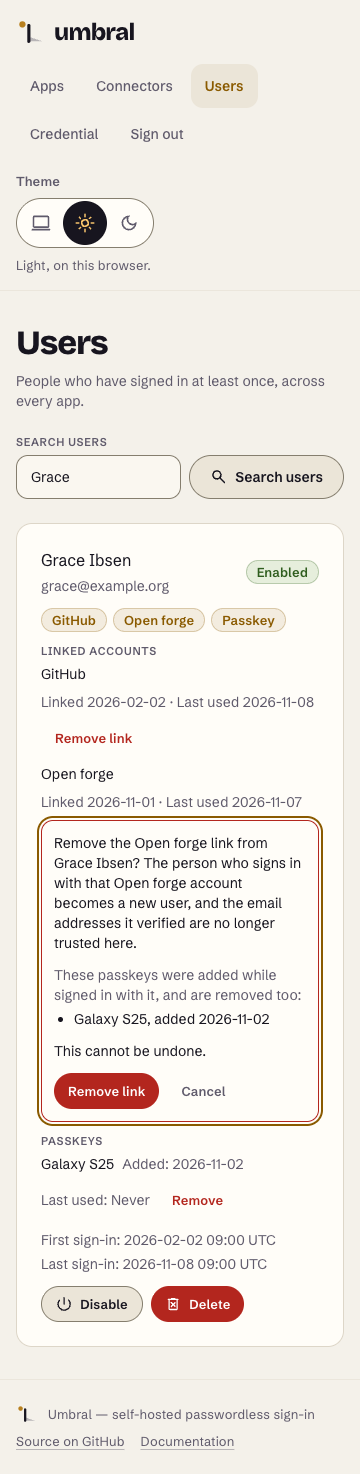 umbral
Apps Connectors Users
Credential Sign out
Theme
Light, on this browser.
Users
People who have signed in at least once, across
every app.
SEARCH USERS
Grace Search users
Grace Ibsen
Enabled
grace@example.org
GitHub Open forge Passkey
LINKED ACCOUNTS
GitHub
Linked 2026-02-02 · Last used 2026-11-08
Remove link
Open forge
Linked 2026-11-01 · Last used 2026-11-07
Remove the Open forge link from
Grace Ibsen? The person who signs in
with that Open forge account
becomes a new user, and the email
addresses it verified are no longer
trusted here.
These passkeys were added while
signed in with it, and are removed too:
• Galaxy S25, added 2026-11-02
This cannot be undone.
Remove link Cancel
PASSKEYS
Galaxy S25 Added: 2026-11-02
Last used: Never Remove
First sign-in: 2026-02-02 09:00 UTC
Last sign-in: 2026-11-08 09:00 UTC
Disable Delete
Umbral — self-hosted passwordless sign-in
Source on GitHub Documentation